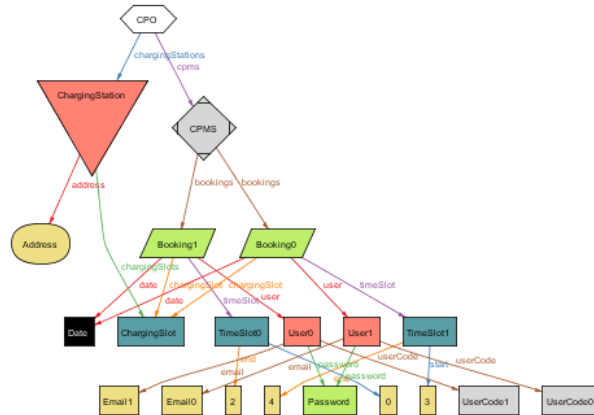 CPO
chargingStations
cpms
ChargingStation
CPMS
address
bookings
bookings
Address
Booking1
Booking0
chargingSlots
date
chargingSlot
chargingSlot
user
timeSlot
date
timeSlot
user
Date
ChargingSlot
TimeSlot0
User0
User1
TimeSlot1
end
email
email
password
password
userCode
start
userCode
Email1
Email0
2
4
Password
0
3
UserCode1
UserCode0